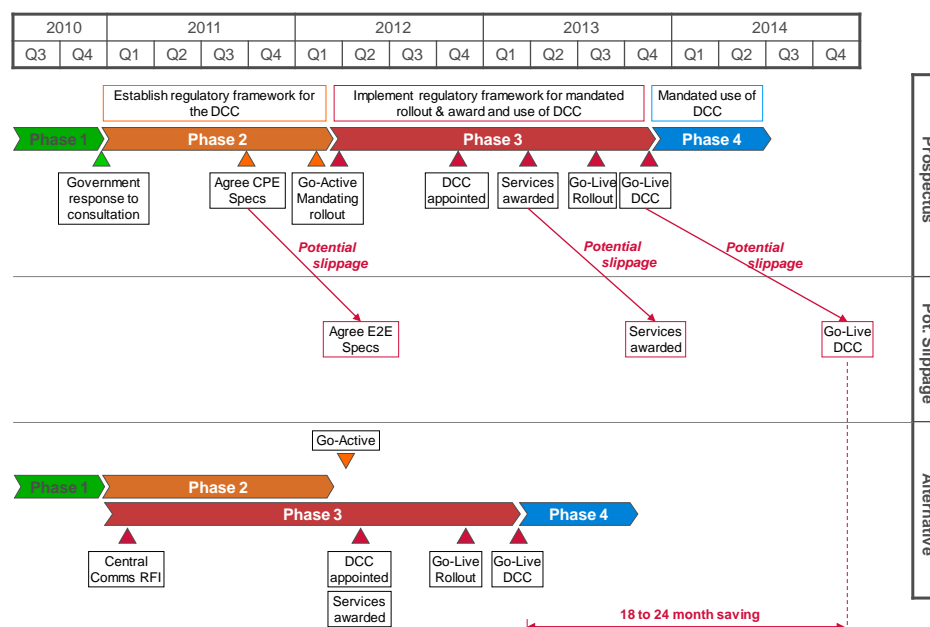 2010 2011 2012 2013 2014
Q3 Q4 Q1 Q2 Q3 Q4 Q1 Q2 Q3 Q4 Q1 Q2 Q3 Q4 Q1 Q2 Q3 Q4
Establish regulatory framework for
the DCC
Implement regulatory framework for mandated
rollout & award and use of DCC
Mandated use of
DCC
Phase 1 Phase 2 Phase 3 Phase 4
Government
response to
consultation
Agree CPE
Specs
Go-Active
Mandating
rollout
DCC
appointed
Services
awarded
Go-Live
Rollout
Go-Live
DCC
Prospectus
Potential
slippage
Potential
slippage
Potential
slippage
Agree E2E
Specs
Services
awarded
Go-Live
DCC
Pot. Slippage
Go-Active
Phase 1 Phase 2
Phase 3 Phase 4
Central
Comms RFI
DCC
appointed
Services
awarded
Go-Live
Rollout
Go-Live
DCC
Alternative
18 to 24 month saving